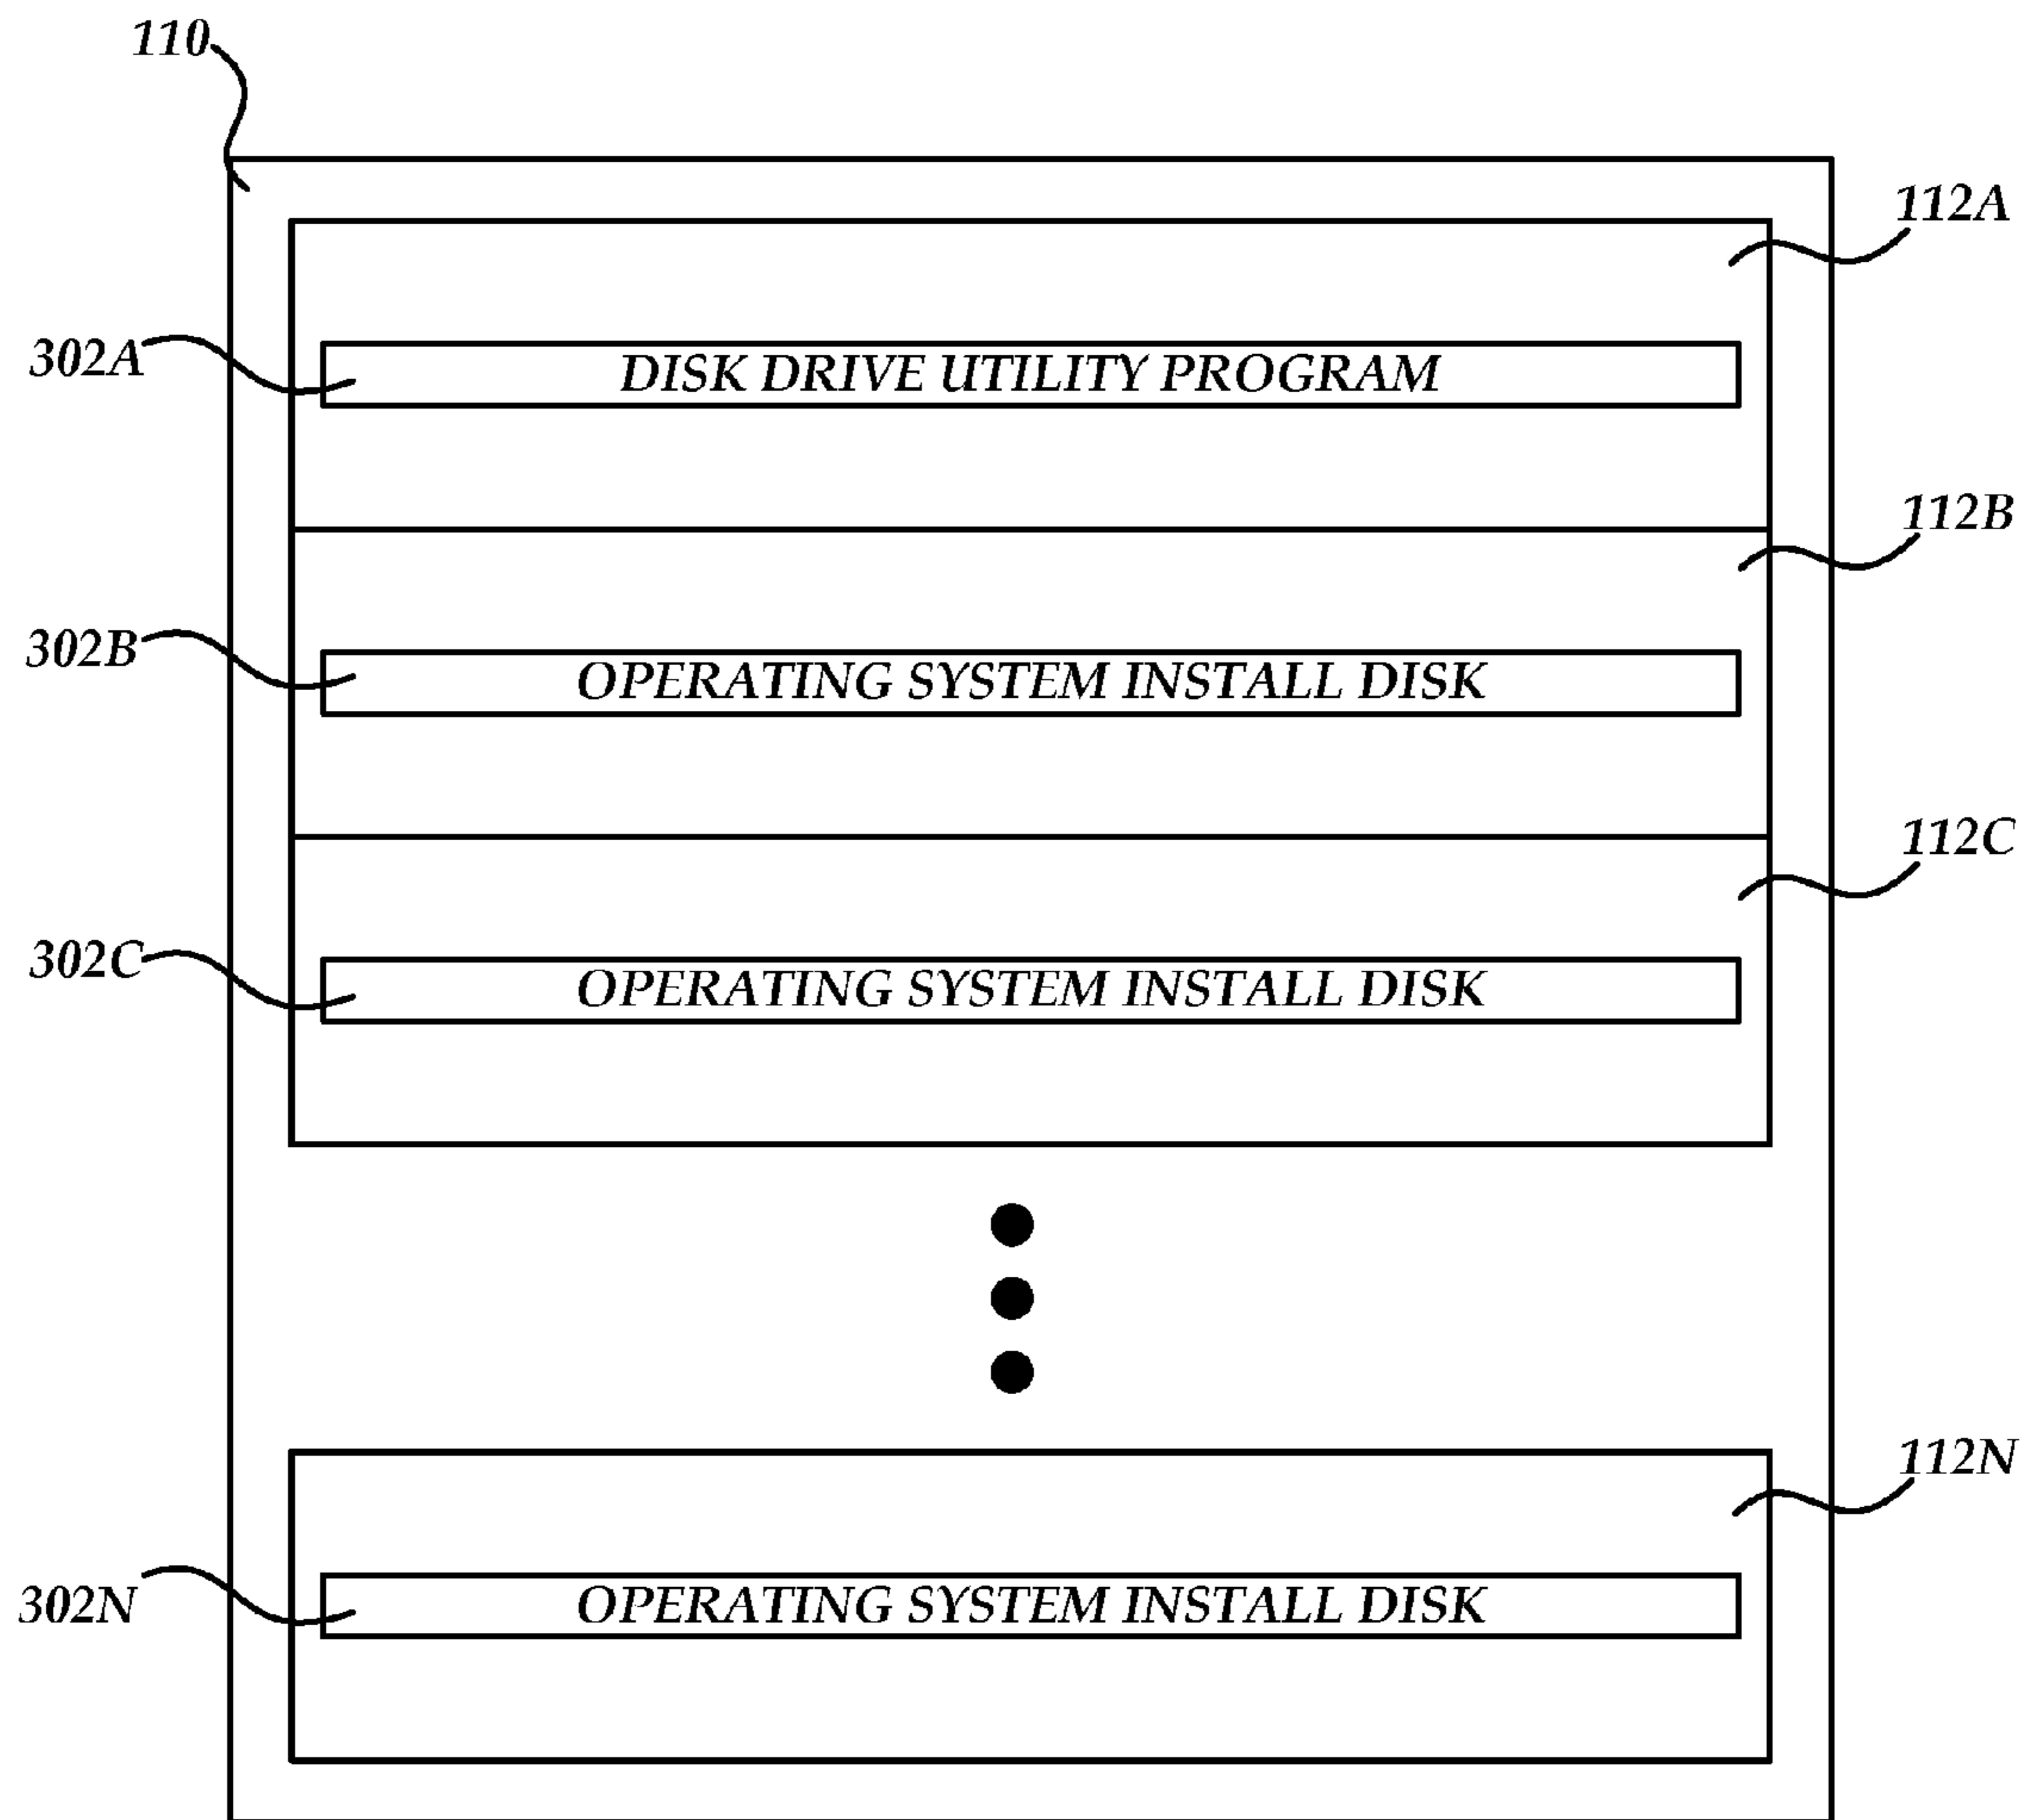 110
112A
302A
DISK DRIVE UTILITY PROGRAM
112B
302B
OPERATING SYSTEM INSTALL DISK
112C
302C
OPERATING SYSTEM INSTALL DISK
112N
302N
OPERATING SYSTEM INSTALL DISK